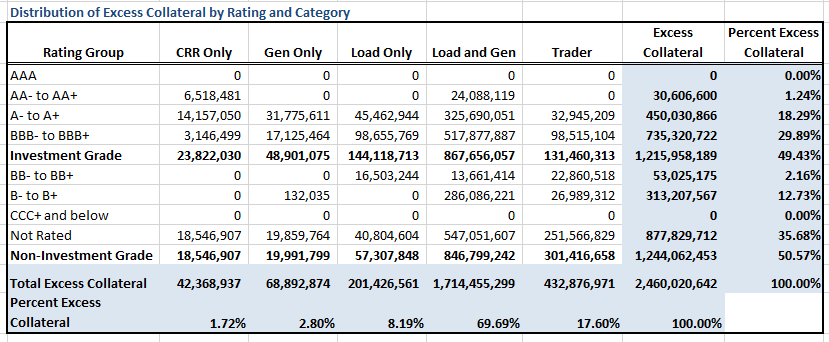 Distribution of Excess Collateral by Rating and Category
Excess Percent Excess
Rating Group CRR Only Gen Only Load Only Load and Gen Trader Collateral Collateral
AAA 0 0 0 0 0 0 0.00%
AA- to AA+ 6,518,481 0 0 24,088,119 0 30,606,600 1.24%
A- to A+ 14,157,050 31,775,611 45,462,944 325,690,051 32,945,209 450,030,866 18.29%
BBB- to BBB+ 3,146,499 17,125,464 98,655,769 517,877,887 98,515,104 735,320,722 29.89%
Investment Grade 23,822,030 48,901,075 144,118,713 867,656,057 131,460,313 1,215,958,189 49.43%
BB- to BB+ 0 0 16,503,244 13,661,414 22,860,518 53,025,175 2.16%
B- to B+ 0 132,035 0 286,086,221 26,989,312 313,207,567 12.73%
CCC+ and below 0 0 0 0 0 0 0.00%
Not Rated 18,546,907 19,859,764 40,804,604 547,051,607 251,566,829 877,829,712 35.68%
Non-Investment Grade 18,546,907 19,991,799 57,307,848 846,799,242 301,416,658 1,244,062,453 50.57%
Total Excess Collateral 42,368,937 68,892,874 201,426,561 1,714,455,299 432,876,971 2,460,020,642 100.00%
Percent Excess
Collateral 1.72% 2.80% 8.19% 69.69% 17.60% 100.00%